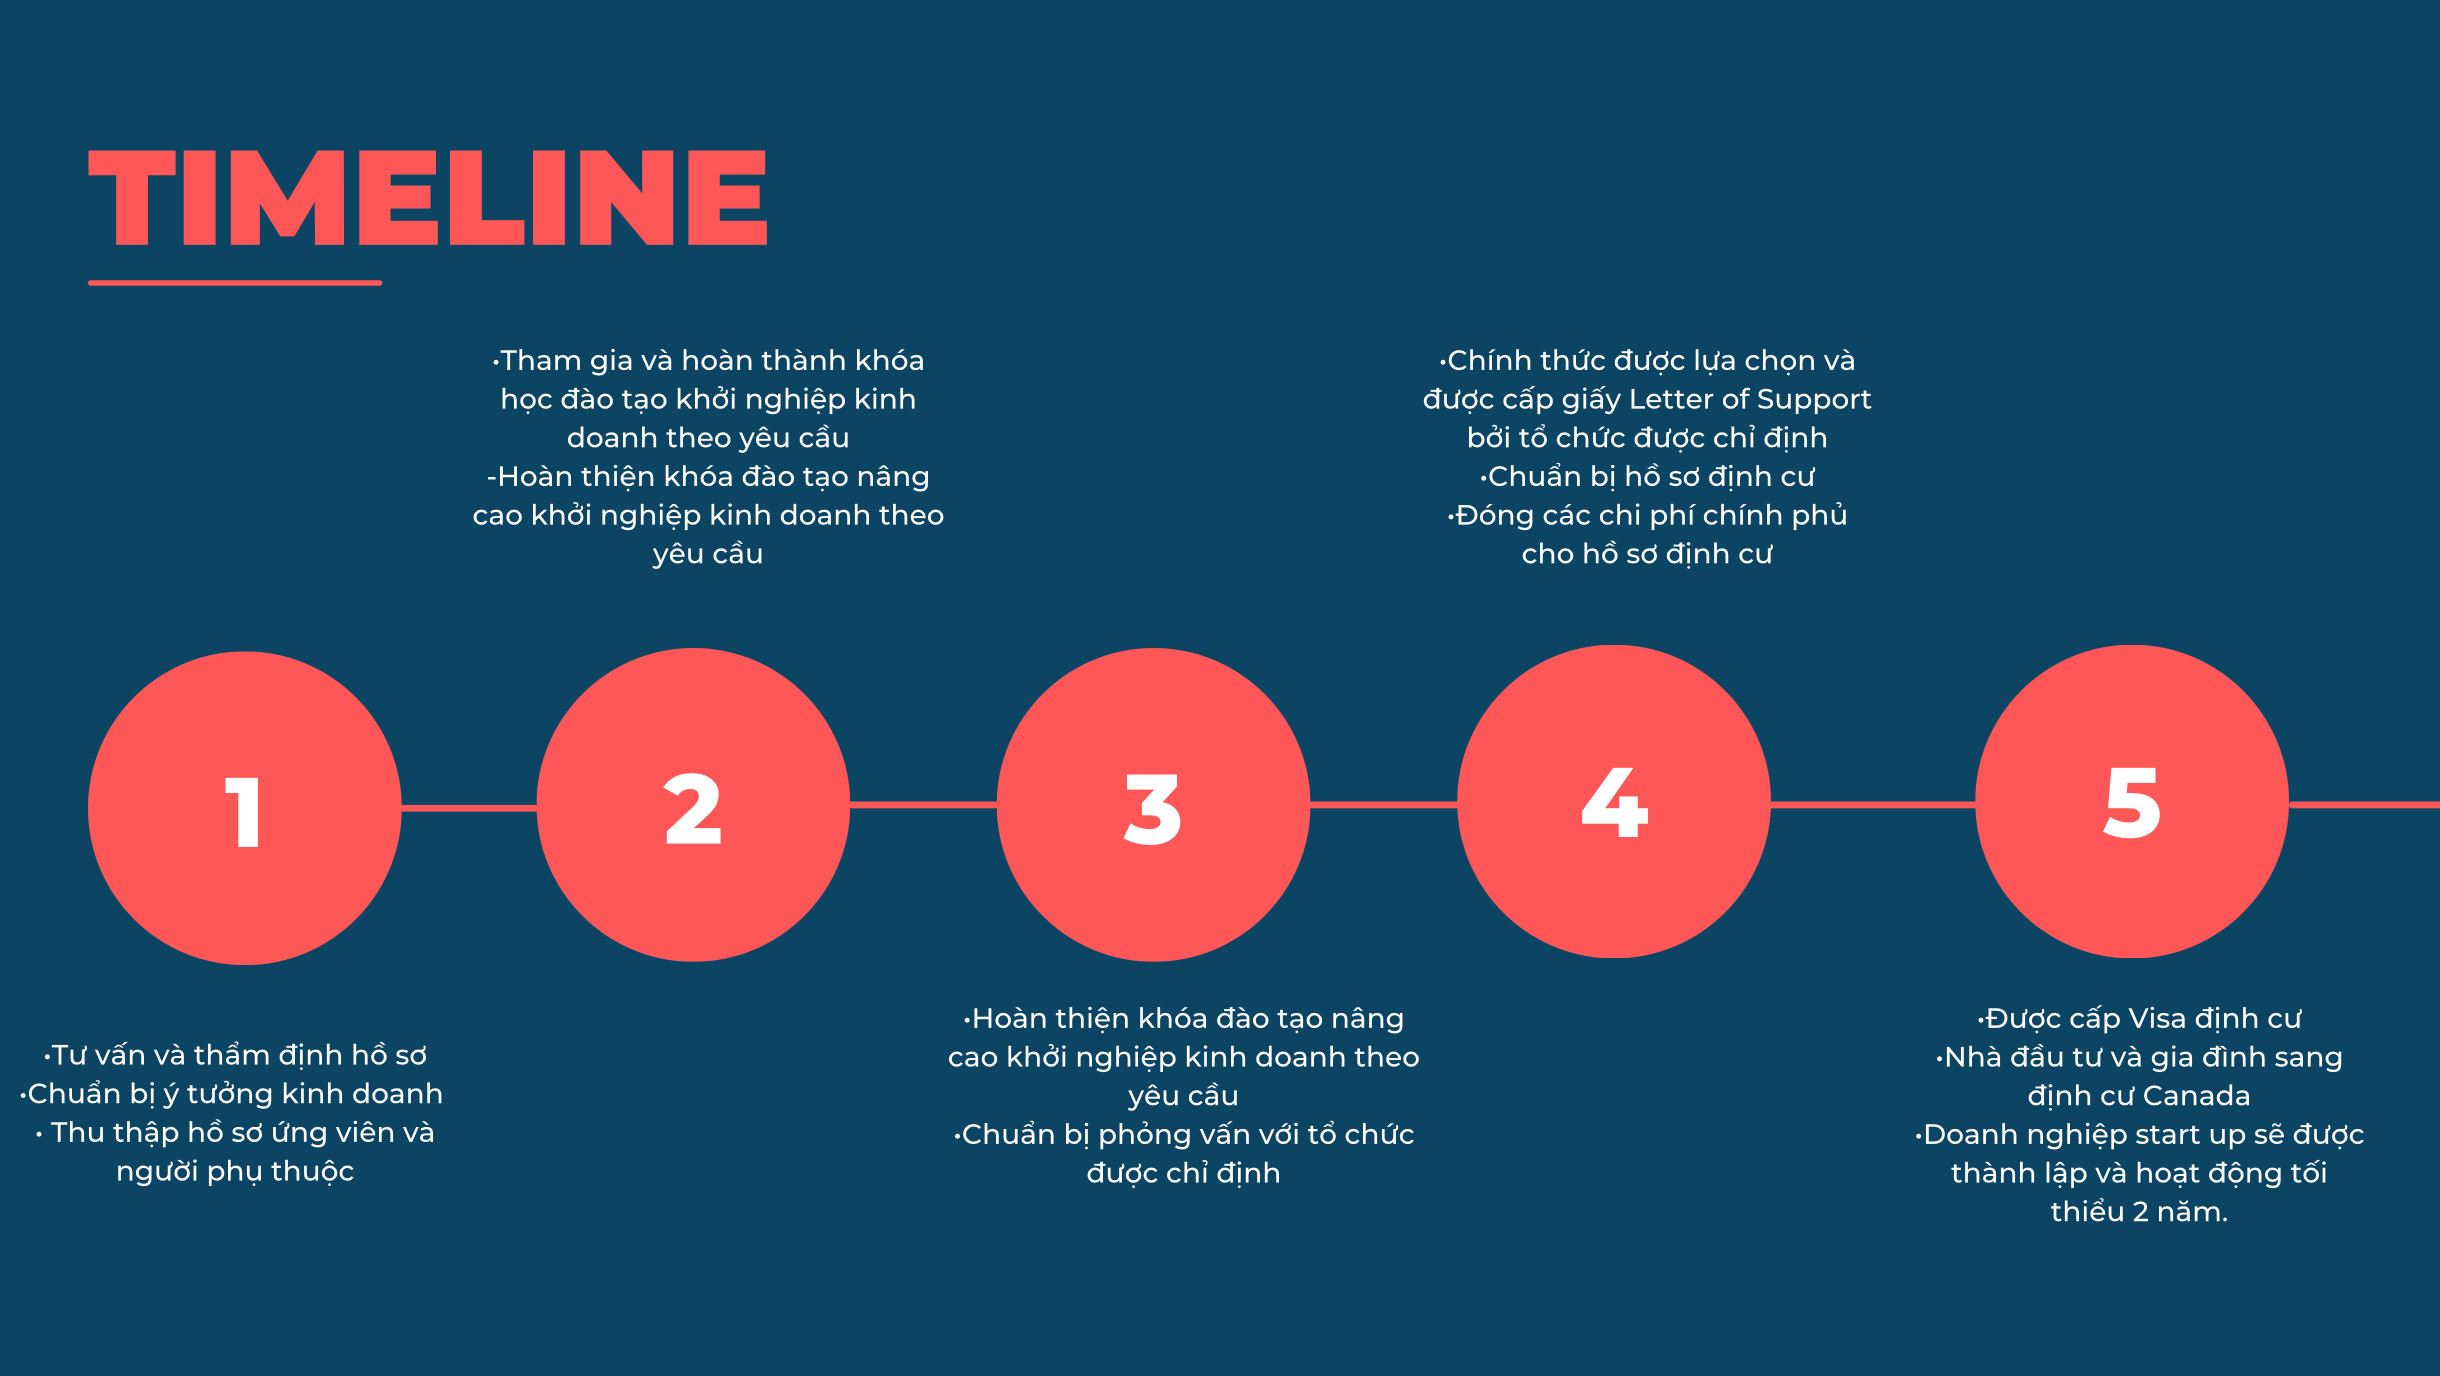 TIMELINE
•Tham gia và hoàn thành khóa
học đào tạo khởi nghiệp kinh
doanh theo yêu cầu
-Hoàn thiện khóa đào tạo nâng
cao khởi nghiệp kinh doanh theo
yêu cầu
•Chính thức được lựa chọn và
được cấp giấy Letter of Support
bởi tổ chức được chỉ định
•Chuẩn bị hồ sơ định cư
•Đóng các chi phí chính phủ
cho hồ sơ định cư
1
2
3
4
5
•Tư vấn và thẩm định hồ sơ
•Chuẩn bị ý tưởng kinh doanh
• Thu thập hồ sơ ứng viên và
người phụ thuộc
•Hoàn thiện khóa đào tạo nâng
cao khởi nghiệp kinh doanh theo
yêu cầu
•Chuẩn bị phỏng vấn với tổ chức
được chỉ định
•Được cấp Visa định cư
•Nhà đầu tư và gia đình sang
định cư Canada
•Doanh nghiệp start up sẽ được
thành lập và hoạt động tối
thiểu 2 năm.